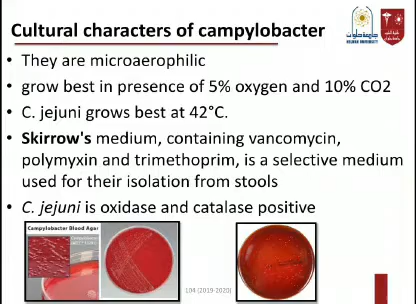 Cultural characters of campylobacter
• They are microaerophilic
• grow best in presence of 5% oxygen and 10% CO2
• C. jejuni grows best at 42°C.
• Skirrow's medium, containing vancomycin,
polymyxin and trimethoprim, is a selective medium
used for their isolation from stools
• C. jejuni is oxidase and catalase positive
Campylobacter Blood Agar
L04 (2019-2020)